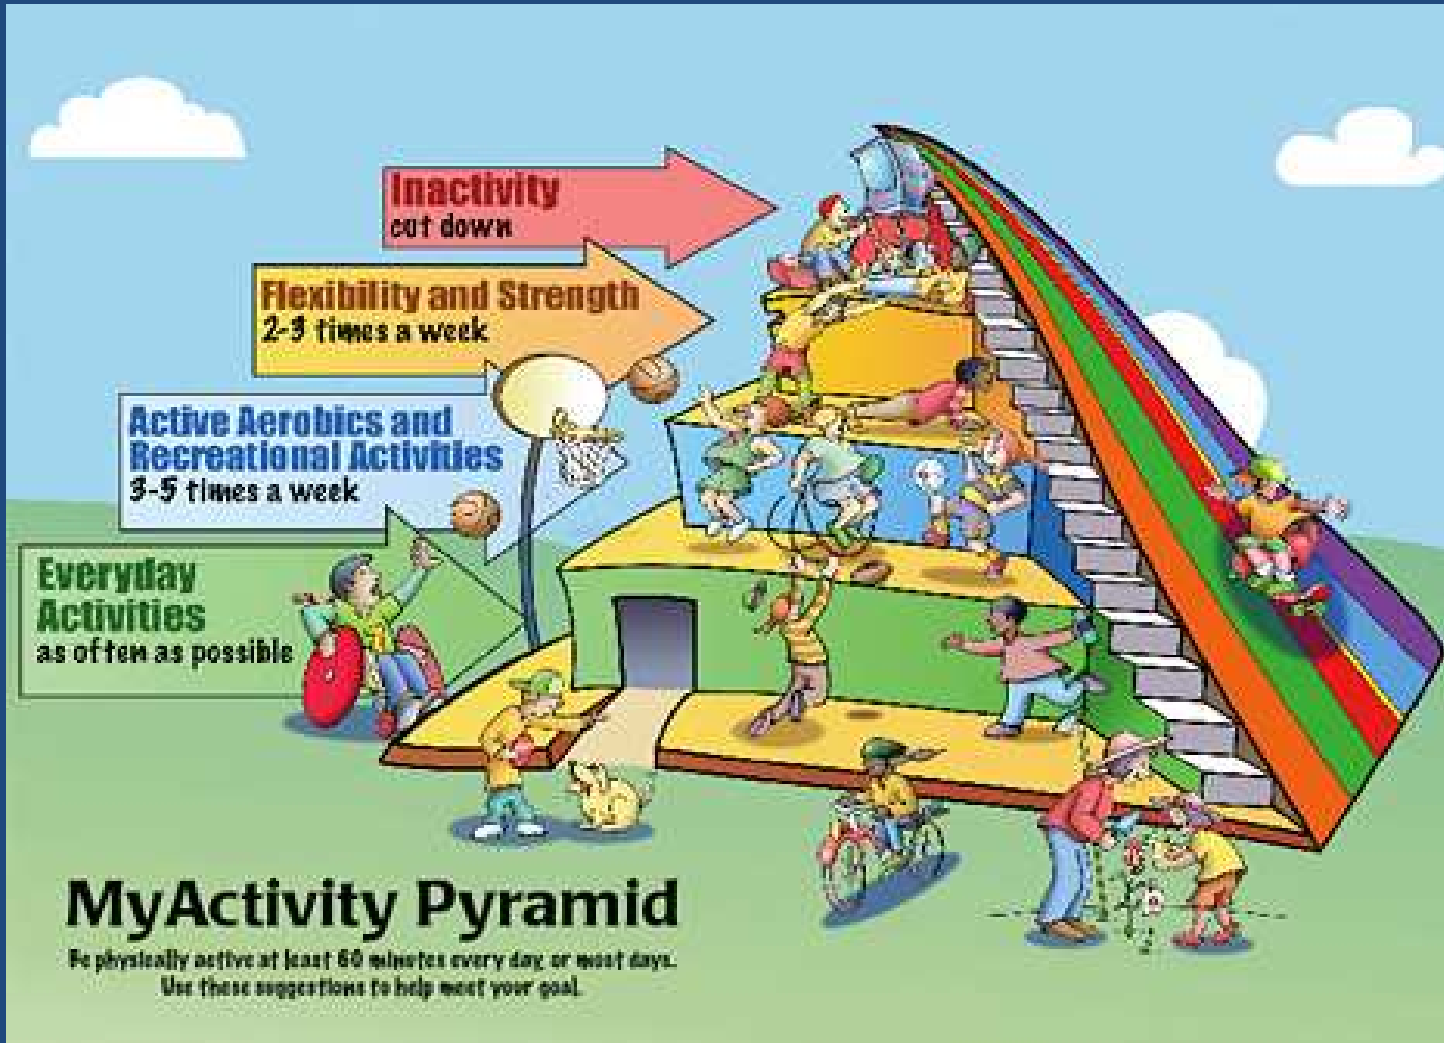 Inactivity
cut down
Flexibility and Strength
2-3 times a week
Active Aerobics and
Recreational Activities
3-5 times a week
Everyday
Activities
as often as possible
MyActivity Pyramid
Be physically active at least 60 minutes every day, or most days.
Use these suggestions to help meet your goal.